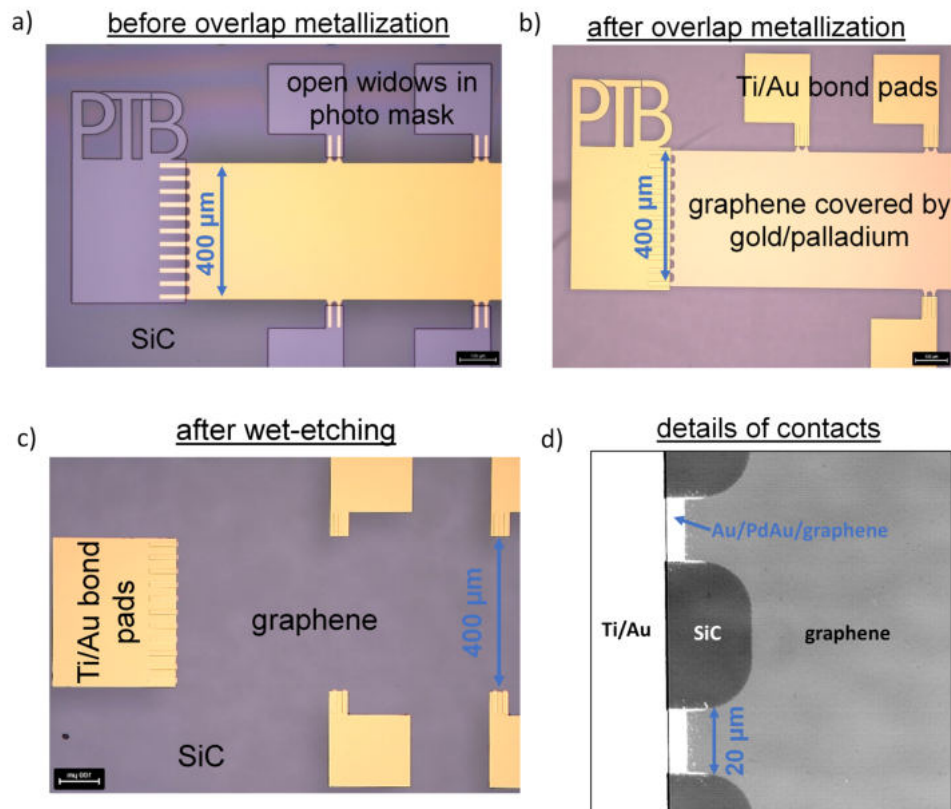 a)
before overlap metallization
open widows in
photo mask
PTB
400 µm
SiC
b)
after overlap metallization
Ti/Au bond pads
PTB
400 µm
graphene covered by
gold/palladium
c)
after wet-etching
Ti/Au bond
pads
graphene
400 µm
SiC
100 µm
d)
details of contacts
Au/PdAu/graphene
Ti/Au
SiC
graphene
20 µm